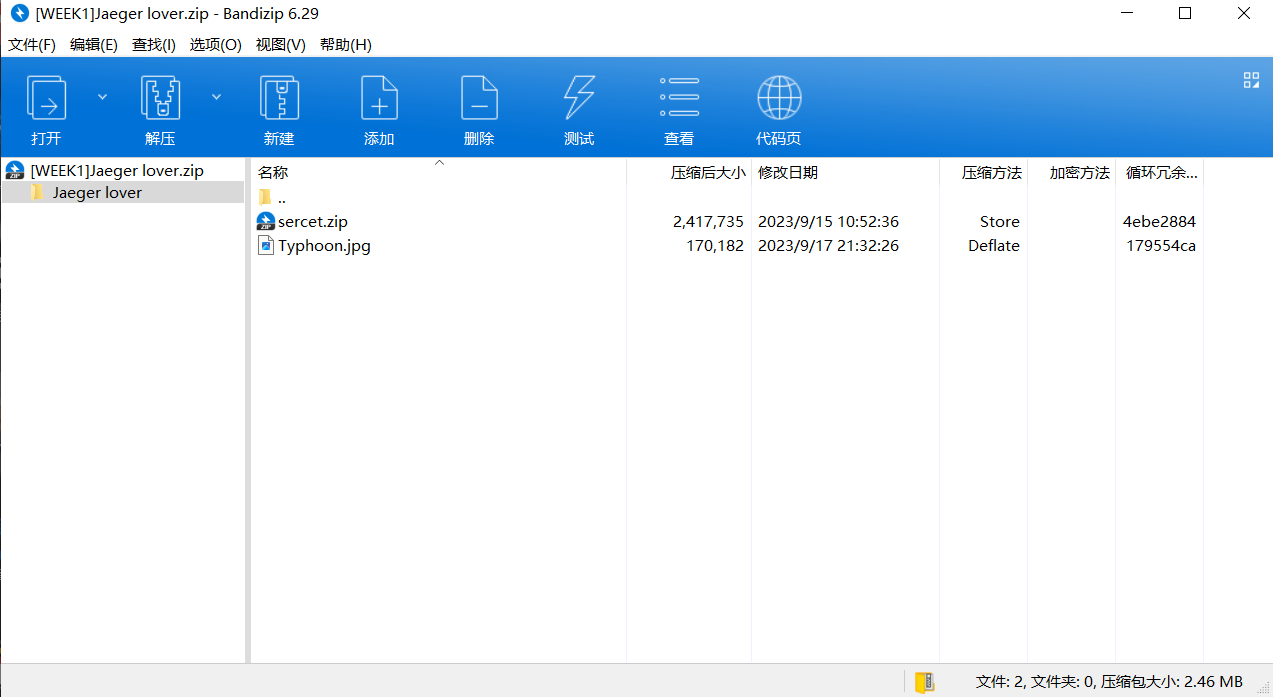 [WEEK1]Jaeger lover.zip - Bandizip 6.29
文件(F) 编辑(E) 查找(I) 选项(O) 视图(V) 帮助(H)
打开 解压 新建 添加 删除 测试 查看 代码页
[WEEK1]Jaeger lover.zip
Jaeger lover
名称 压缩后大小 修改日期 压缩方法 加密方法 循环冗余...
..
sercet.zip 2,417,735 2023/9/15 10:52:36 Store 4ebe2884
Typhoon.jpg 170,182 2023/9/17 21:32:26 Deflate 179554ca
文件: 2, 文件夹: 0, 压缩包大小: 2.46 MB